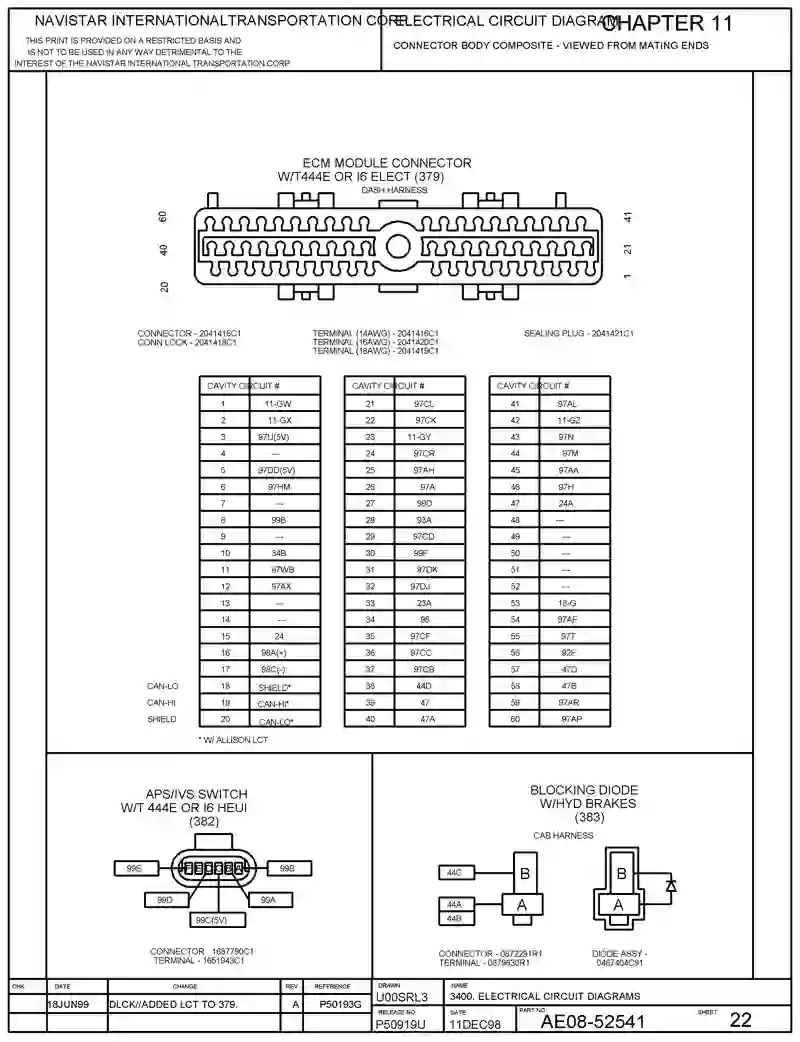 NAVISTAR INTERNATIONALTRANSPORTATION CORP.
THIS PRINT IS PROVIDED ON A RESTRICTED BASIS AND
IS NOT TO BE USED IN ANY WAY DETRIMENTAL TO THE
INTEREST OF THE NAVISTAR INTERNATIONAL TRANSPORTATION CORP
ELECTRICAL CIRCUIT DIAGRAM
CHAPTER 11
CONNECTOR BODY COMPOSITE - VIEWED FROM MATING ENDS
ECM MODULE CONNECTOR
W/T444E OR I6 ELECT (379)
DASH HARNESS
60 41
40 21
20 1
CONNECTOR - 2041416C1
CONN LOCK - 2041418C1
TERMINAL (14AWG) - 2041416C1
TERMINAL (16AWG) - 2041420C1
TERMINAL (18AWG) - 2041419C1
SEALING PLUG - 2041421C1
CAVITY CIRCUIT # CAVITY CIRCUIT # CAVITY CIRCUIT #
1 11-GW 21 97CL 41 97AL
2 11-GX 22 97CK 42 11-GZ
3 97U(5V) 23 11-GY 43 97N
4 --- 24 97CR 44 97M
5 97DD(5V) 25 97AH 45 97AA
6 97HM 26 97A 46 97H
7 --- 27 98D 47 24A
8 99B 28 93A 48 ---
9 --- 29 97CD 49 ---
10 34B 30 99F 50 ---
11 97WB 31 97DK 51 ---
12 97AX 32 97DJ 52 ---
13 --- 33 23A 53 18-G
14 --- 34 98 54 97AF
15 24 35 97CF 55 97T
16 98A(+) 36 97CC 56 92E
17 98C(-) 37 97CB 57 47D
CAN-LO 18 SHIELD* 38 44D 58 47B
CAN-HI 19 CAN-HI* 39 47 59 97AR
SHIELD 20 CAN-LO* 40 47A 60 97AP
* W/ ALLISON LCT
APS/IVS SWITCH
W/T 444E OR I6 HEUI
(382)
99E F E D C B A 99B
99D 99A
99C(5V)
CONNECTOR 1687790C1
TERMINAL - 1651943C1
BLOCKING DIODE
W/HYD BRAKES
(383)
CAB HARNESS
44C B B
44A A A
44B
CONNECTOR - 0872291R1
TERMINAL - 0879630R1
DIODE ASSY -
0467404C91
CHK DATE CHANGE REV REFERENCE
18JUN99 DLCK//ADDED LCT TO 379. A P50193G
DRAWN
U00SRL3
NAME
3400. ELECTRICAL CIRCUIT DIAGRAMS
RELEASE NO.
P50919U
DATE
11DEC98
PART NO.
AE08-52541
SHEET 22